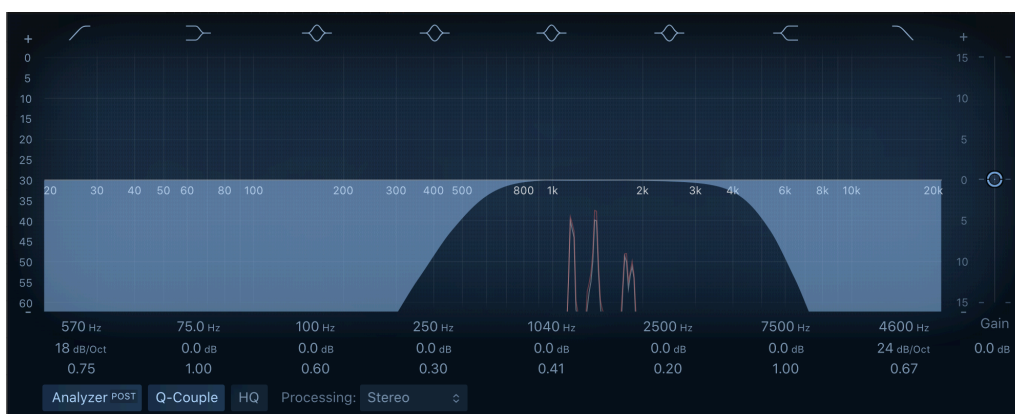 + +
0 15
5
10 10
15
20 5
25
30 20 30 40 50 60 80 100 200 300 400 500 800 1k 2k 3k 4k 6k 8k 10k 20k 0
35
40 5
45
50 10
55
60 15
− −
570 Hz 75.0 Hz 100 Hz 250 Hz 1040 Hz 2500 Hz 7500 Hz 4600 Hz Gain
18 dB/Oct 0.0 dB 0.0 dB 0.0 dB 0.0 dB 0.0 dB 0.0 dB 24 dB/Oct 0.0 dB
0.75 1.00 0.60 0.30 0.41 0.20 1.00 0.67
Analyzer POST Q-Couple HQ Processing: Stereo